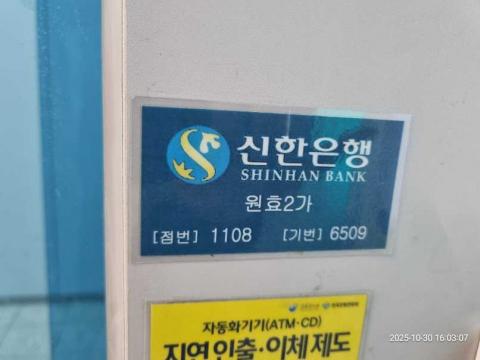 신한은행
SHINHAN BANK
원효2가
[점번] 1108 [기번] 6509
자동화기기(ATM·CD)
지연인출·이체 제도
2025-10-30 16:03:07